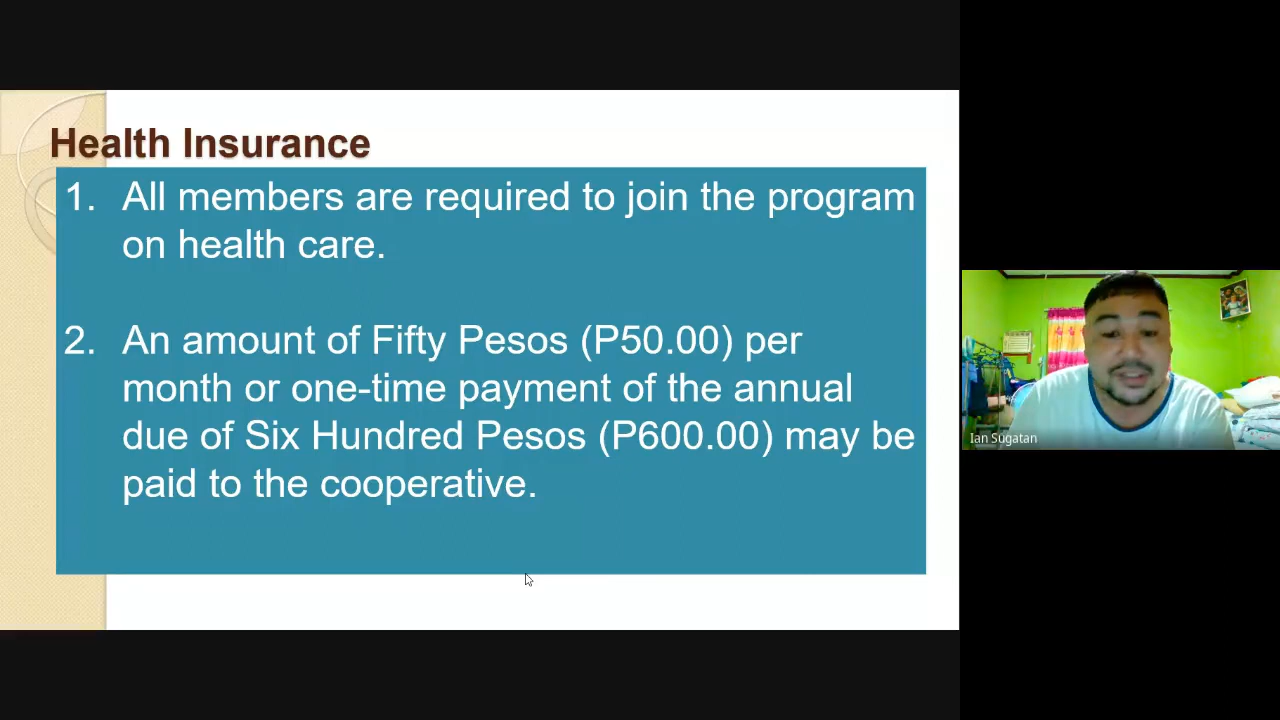 Health Insurance
1. All members are required to join the program
on health care.
2. An amount of Fifty Pesos (P50.00) per
month or one-time payment of the annual
due of Six Hundred Pesos (P600.00) may be
paid to the cooperative.
Ian Sugatan